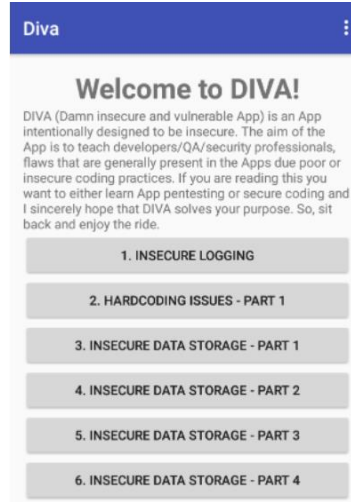 Diva
Welcome to DIVA!
DIVA (Damn insecure and vulnerable App) is an App
intentionally designed to be insecure. The aim of the
App is to teach developers/QA/security professionals,
flaws that are generally present in the Apps due poor or
insecure coding practices. If you are reading this you
want to either learn App pentesting or secure coding and
I sincerely hope that DIVA solves your purpose. So, sit
back and enjoy the ride.
1. INSECURE LOGGING
2. HARDCODING ISSUES - PART 1
3. INSECURE DATA STORAGE - PART 1
4. INSECURE DATA STORAGE - PART 2
5. INSECURE DATA STORAGE - PART 3
6. INSECURE DATA STORAGE - PART 4